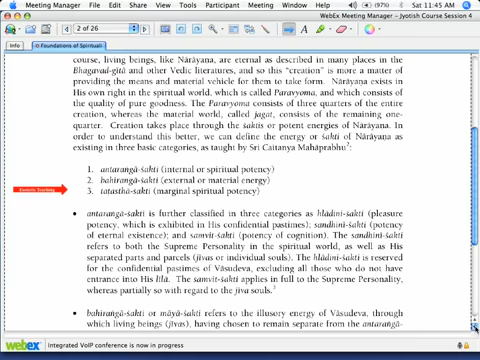 Meeting Manager File Edit Share View Tools Participant Meeting Window Help (97%) Sat 11:45 AM
WebEx Meeting Manager - Jyotish Course Session 4
2 of 26
Info Foundations of Spirituali
course, living beings, like Nārāyaṇa, are eternal as described in many places in the
Bhagavad-gītā and other Vedic literatures, and so this "creation" is more a matter of
providing the means and material vehicle for them to take form. Nārāyaṇa exists in
His own right in the spiritual world, which is called Paravyoma, and which consists of
the quality of pure goodness. The Paravyoma consists of three quarters of the entire
creation, whereas the material world, called jagat, consists of the remaining one-
quarter. Creation takes place through the śaktis or potent energies of Nārāyaṇa. In
order to understand this better, we can define the energy or śakti of Nārāyaṇa as
existing in three basic categories, as taught by Sri Caitanya Mahāprabhu²:
1. antaraṅgā-śakti (internal or spiritual potency)
2. bahiraṅgā-śakti (external or material energy)
3. tatasthā-sakti (marginal spiritual potency)
• antaraṅgā-śakti is further classified in three categories as hlādinī-śakti (pleasure
potency, which is exhibited in His confidential pastimes); sandhinī-śakti (potency
of eternal existence); and samvit-śakti (potency of cognition). The sandhinī-śakti
refers to both the Supreme Personality in the spiritual world, as well as His
separated parts and parcels (jīvas or individual souls). The hlādinī-śakti is reserved
for the confidential pastimes of Vāsudeva, excluding all those who do not have
entrance into His līlā. The samvit-śakti applies in full to the Supreme Personality,
whereas partially so with regard to the jīva souls.³
• bahiraṅgā-śakti or māyā-śakti refers to the illusory energy of Vāsudeva, through
which living beings (jīvas), having chosen to remain separate from the antaraṅgā-
webex Integrated VoIP conference is now in progress